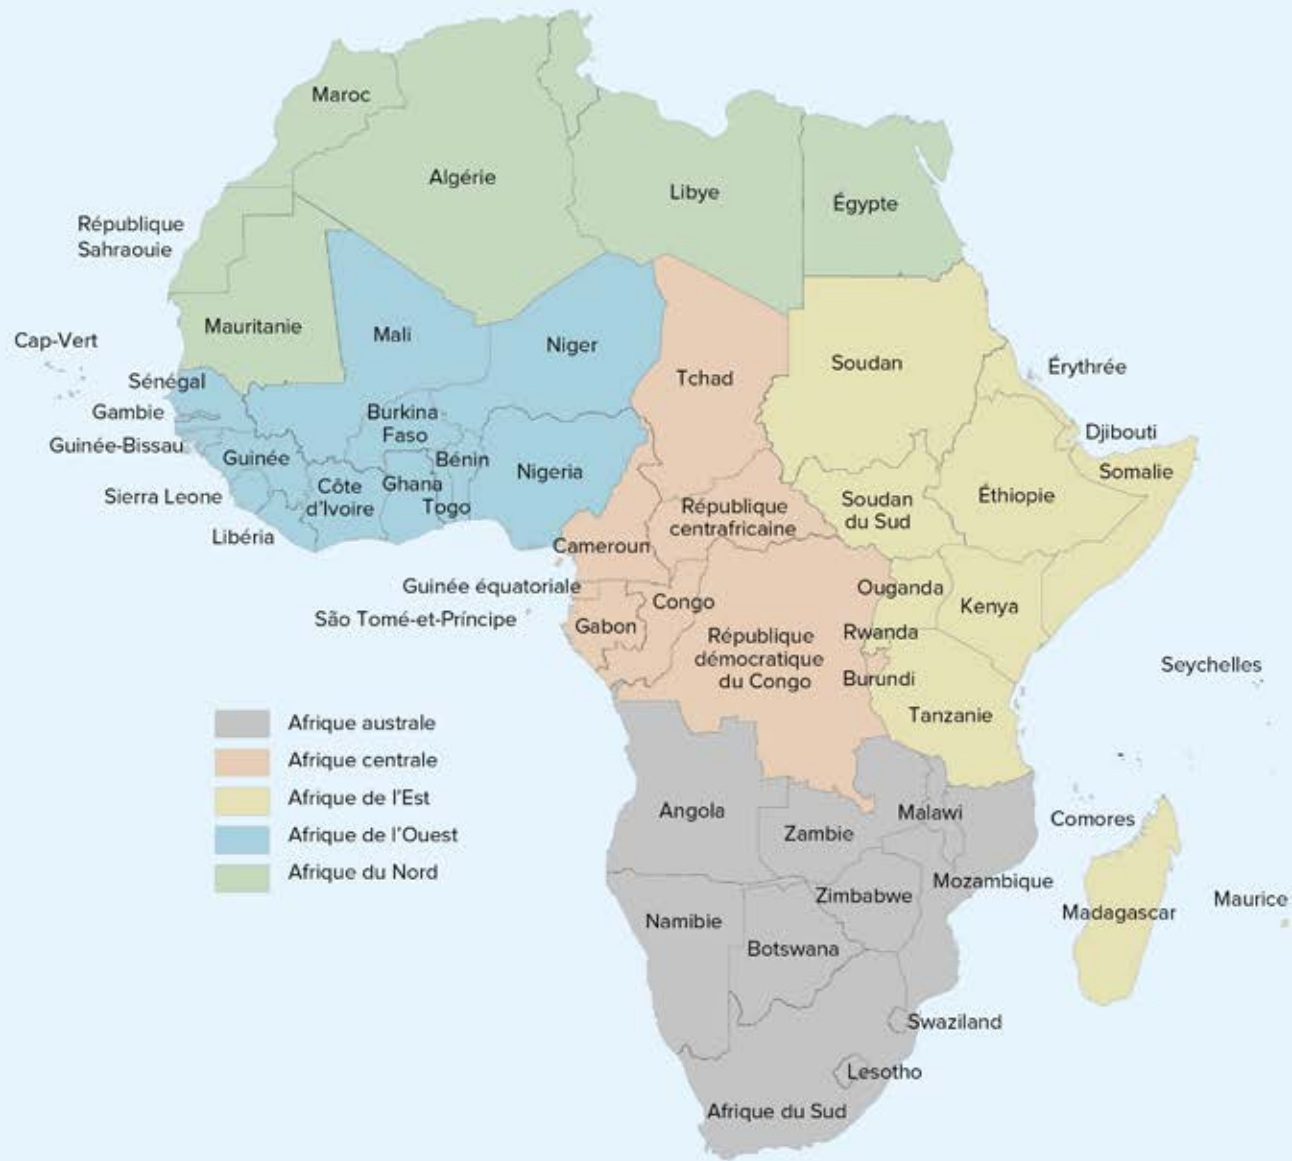 Maroc
Algérie
Libye
Égypte
République
Sahraouie
Mauritanie
Mali
Niger
Tchad
Soudan
Érythrée
Cap-Vert
Sénégal
Gambie
Guinée-Bissau
Guinée
Sierra Leone
Libéria
Côte
d'Ivoire
Burkina
Faso
Ghana
Bénin
Togo
Nigeria
Djibouti
Somalie
Éthiopie
Soudan
du Sud
République
centrafricaine
Cameroun
Guinée équatoriale
São Tomé-et-Príncipe
Gabon
Congo
République
démocratique
du Congo
Ouganda
Kenya
Rwanda
Burundi
Tanzanie
Seychelles
Afrique australe
Afrique centrale
Afrique de l'Est
Afrique de l'Ouest
Afrique du Nord
Angola
Zambie
Malawi
Comores
Mozambique
Zimbabwe
Madagascar
Maurice
Namibie
Botswana
Swaziland
Lesotho
Afrique du Sud